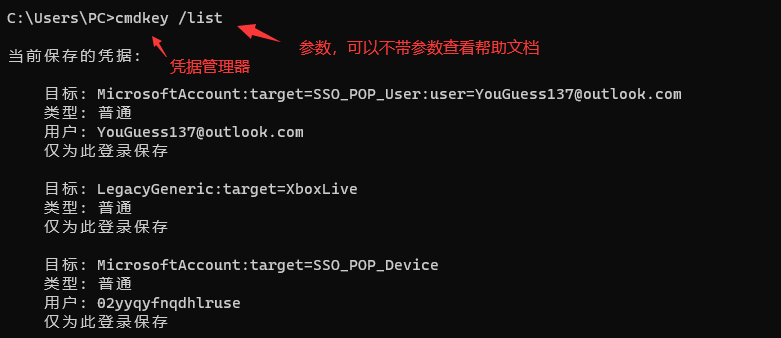 C:\Users\PC>cmdkey /list
参数，可以不带参数查看帮助文档
当前保存的凭据:
凭据管理器
目标: MicrosoftAccount:target=SSO_POP_User:user=YouGuess137@outlook.com
类型: 普通
用户: YouGuess137@outlook.com
仅为此登录保存
目标: LegacyGeneric:target=XboxLive
类型: 普通
仅为此登录保存
目标: MicrosoftAccount:target=SSO_POP_Device
类型: 普通
用户: 02yyqyfnqdhlruse
仅为此登录保存